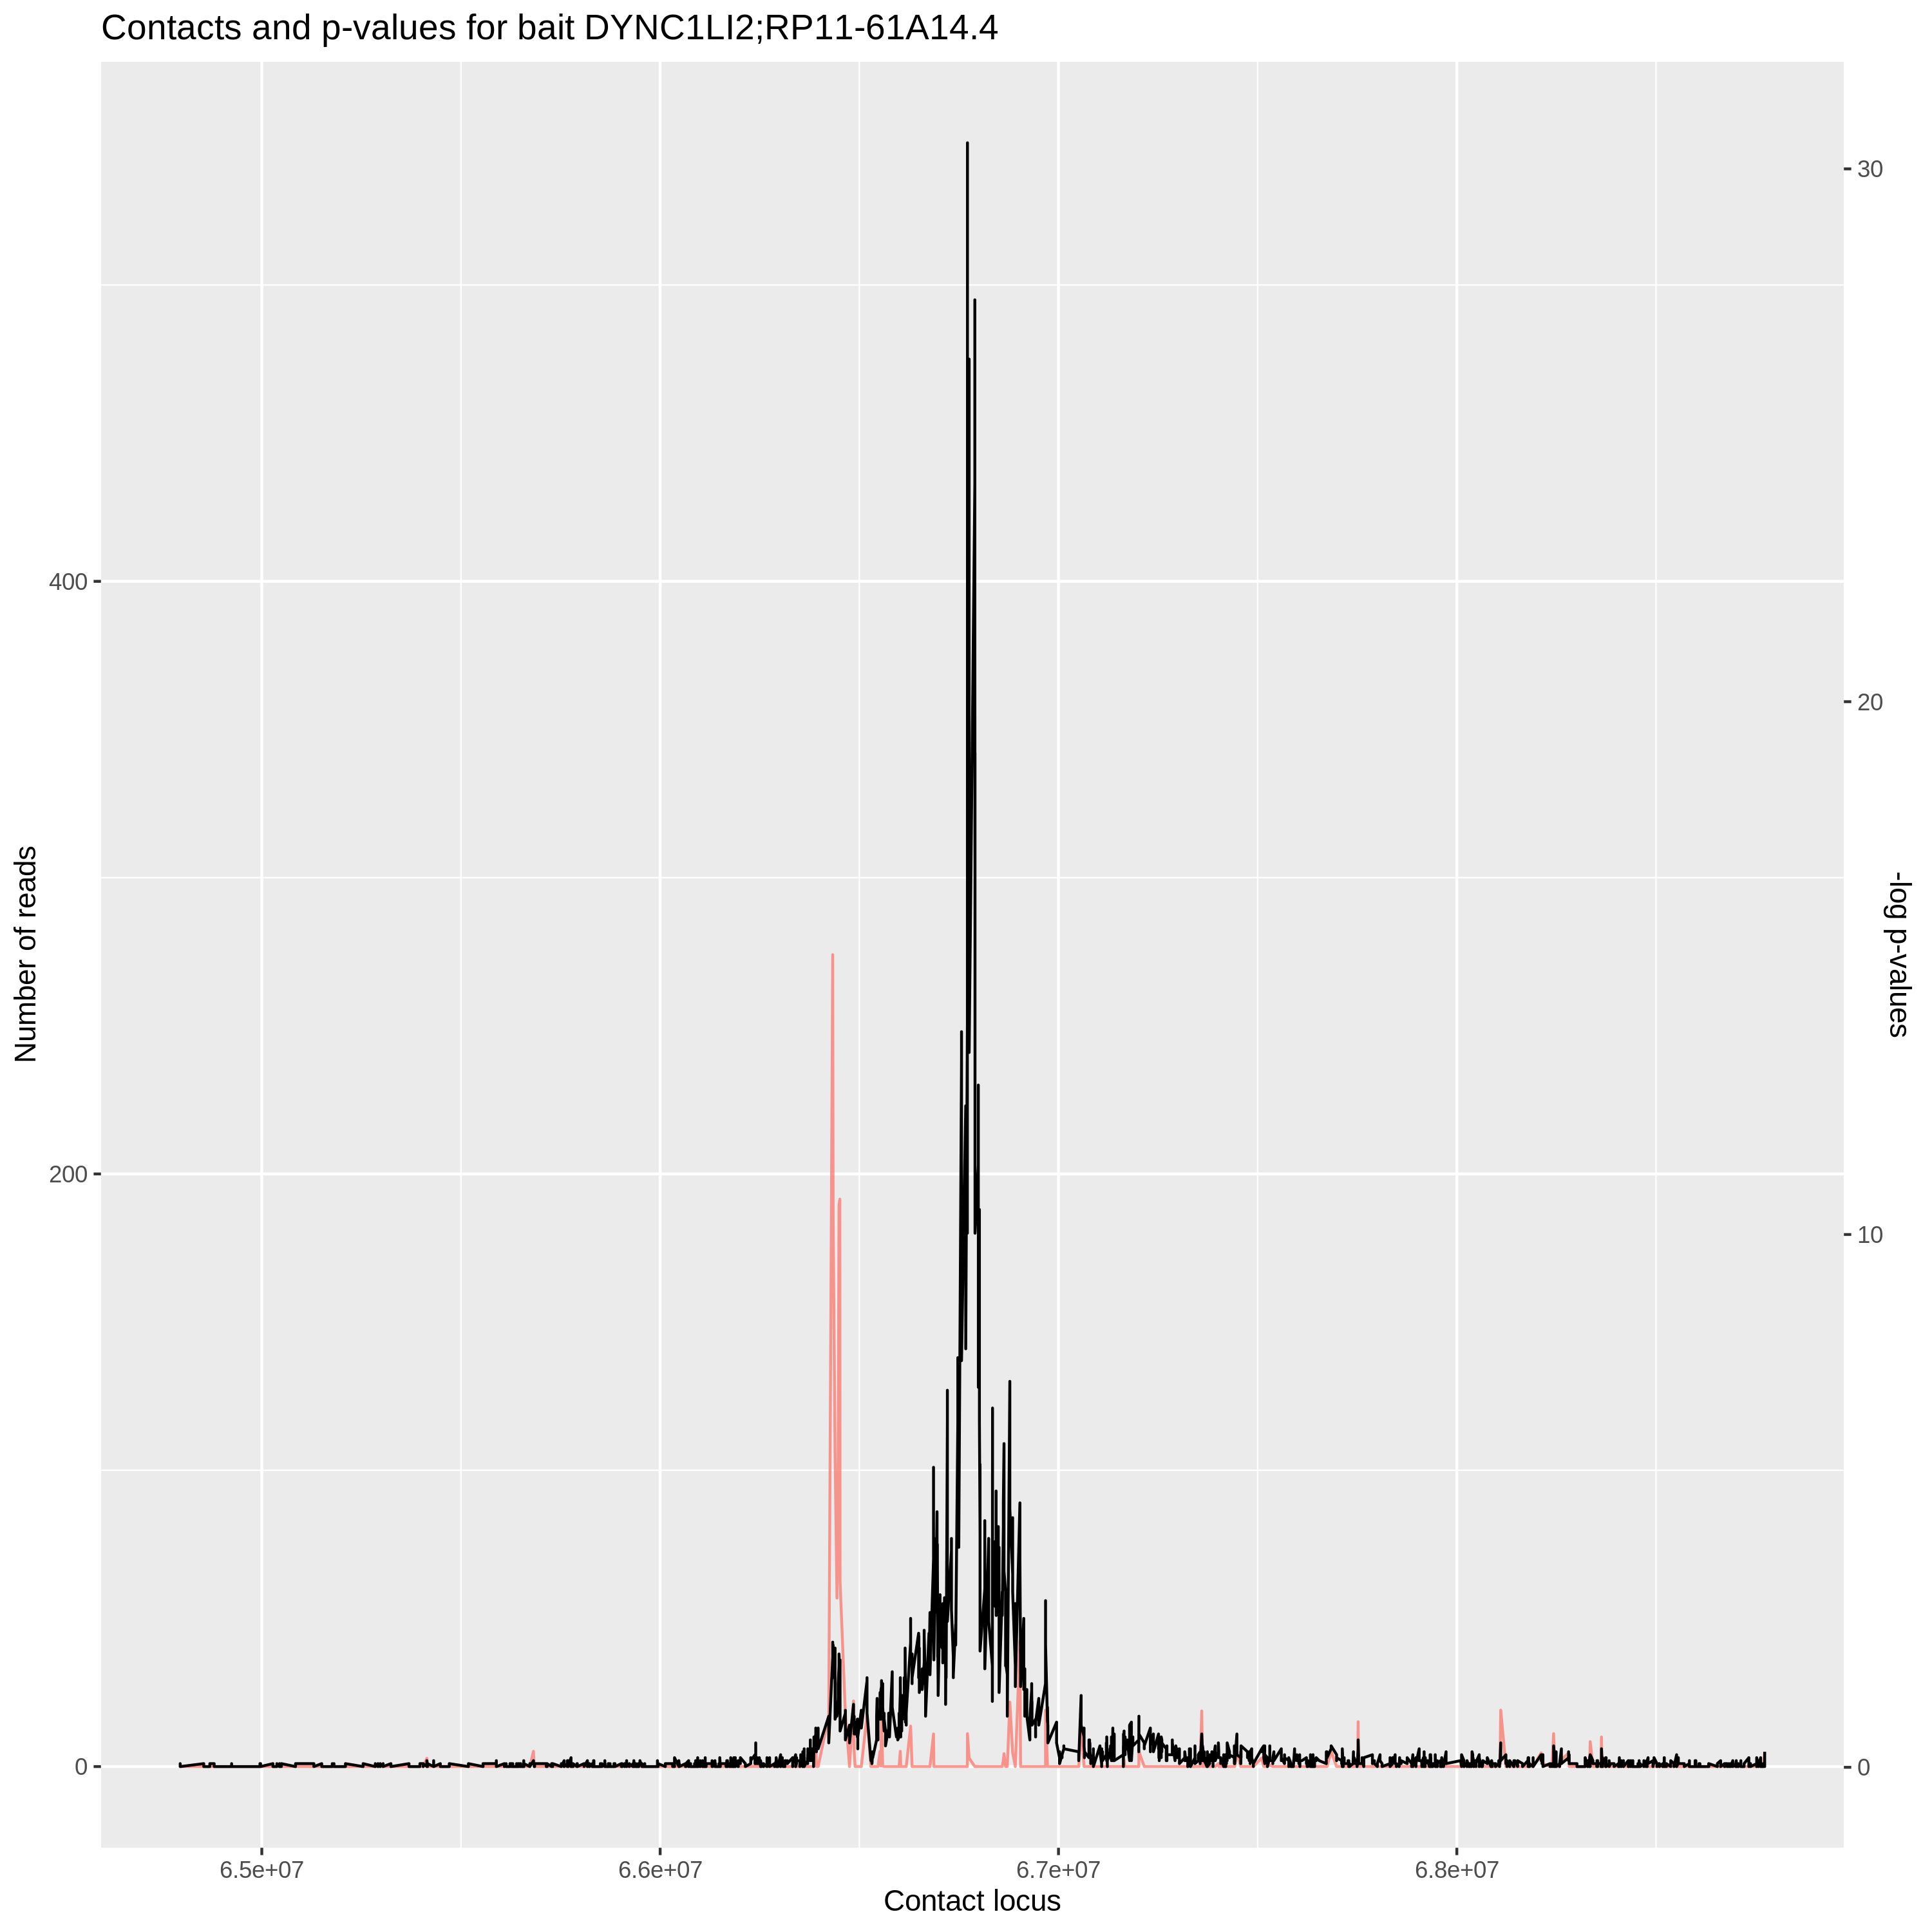 Contacts and p-values for bait DYNC1LI2;RP11-61A14.4
30
400
20
Number of reads
-log p-values
200
10
0
0
6.5e+07
6.6e+07
6.7e+07
6.8e+07
Contact locus